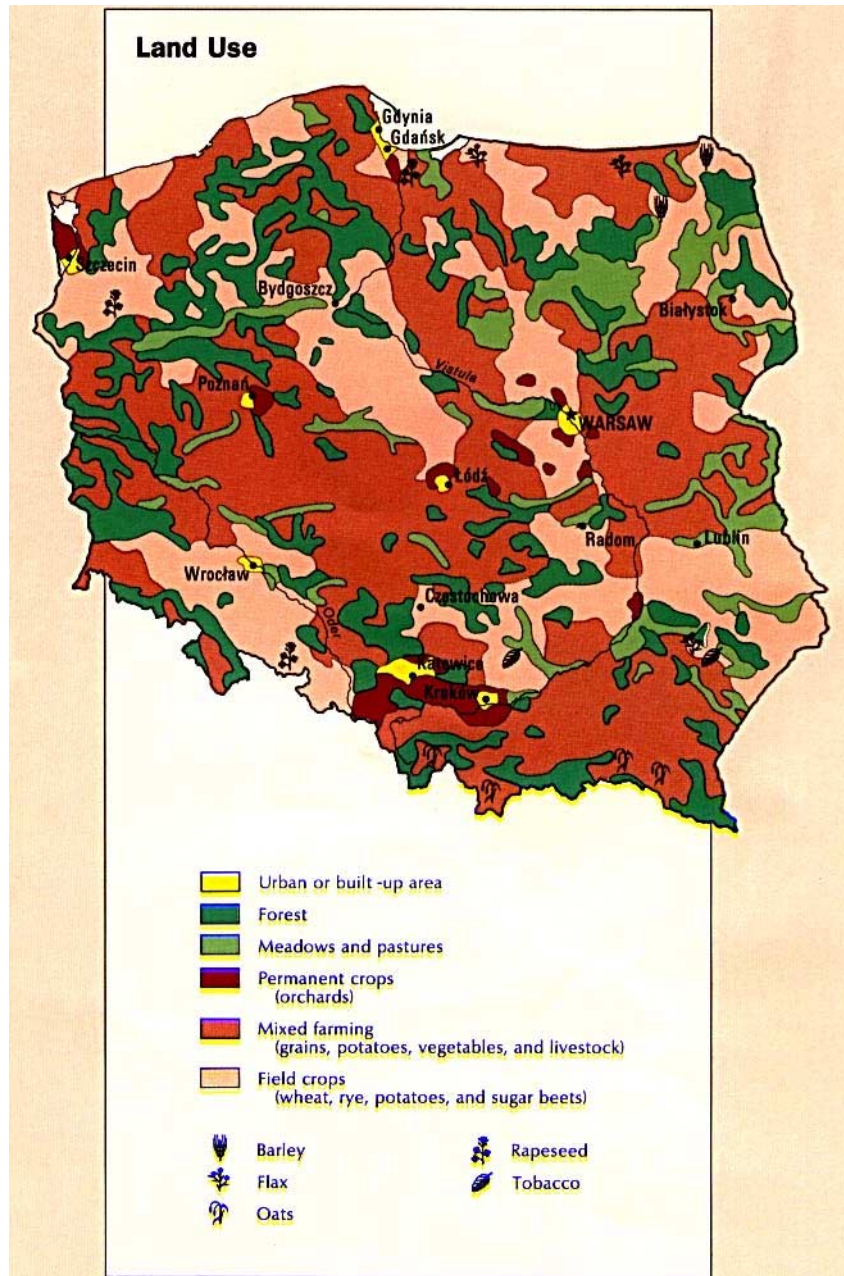 Land Use
Gdynia
Gdańsk
Szczecin
Bydgoszcz
Białystok
Vistula
Poznań
WARSAW
Łódź
Radom
Lublin
Wrocław
Częstochowa
Oder
Katowice
Kraków
Urban or built -up area
Forest
Meadows and pastures
Permanent crops
(orchards)
Mixed farming
(grains, potatoes, vegetables, and livestock)
Field crops
(wheat, rye, potatoes, and sugar beets)
Barley
Rapeseed
Flax
Tobacco
Oats